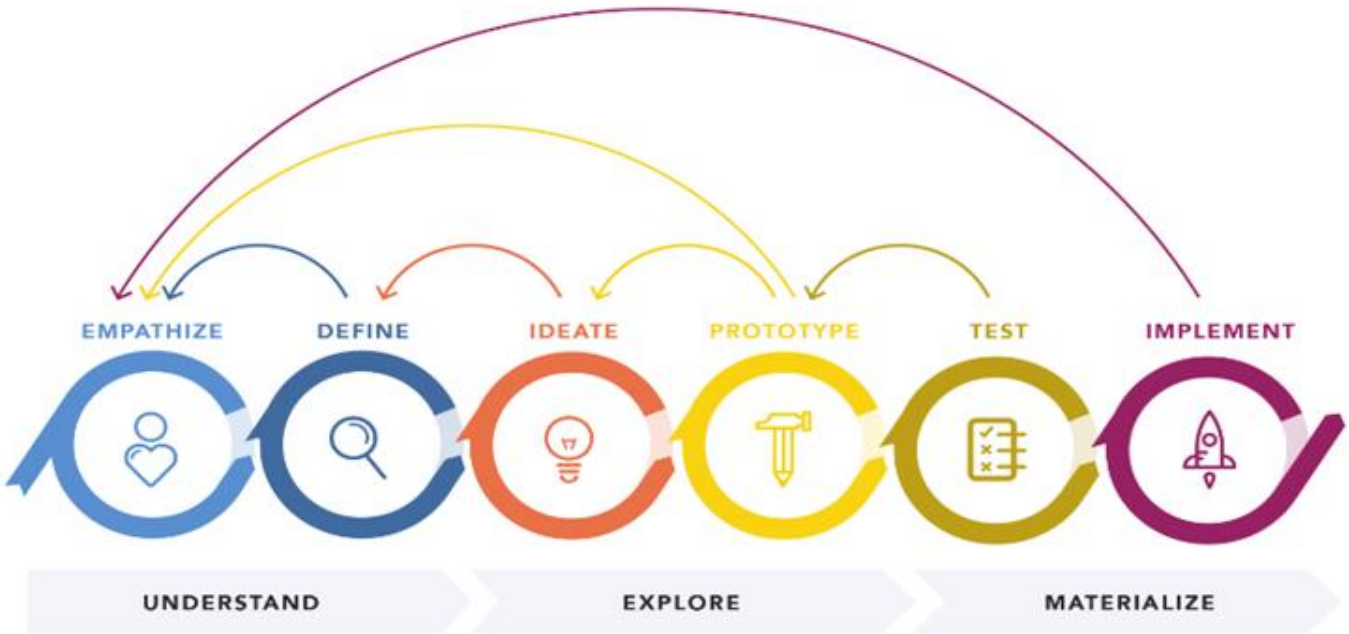 EMPATHIZE
DEFINE
IDEATE
PROTOTYPE
TEST
IMPLEMENT
UNDERSTAND
EXPLORE
MATERIALIZE